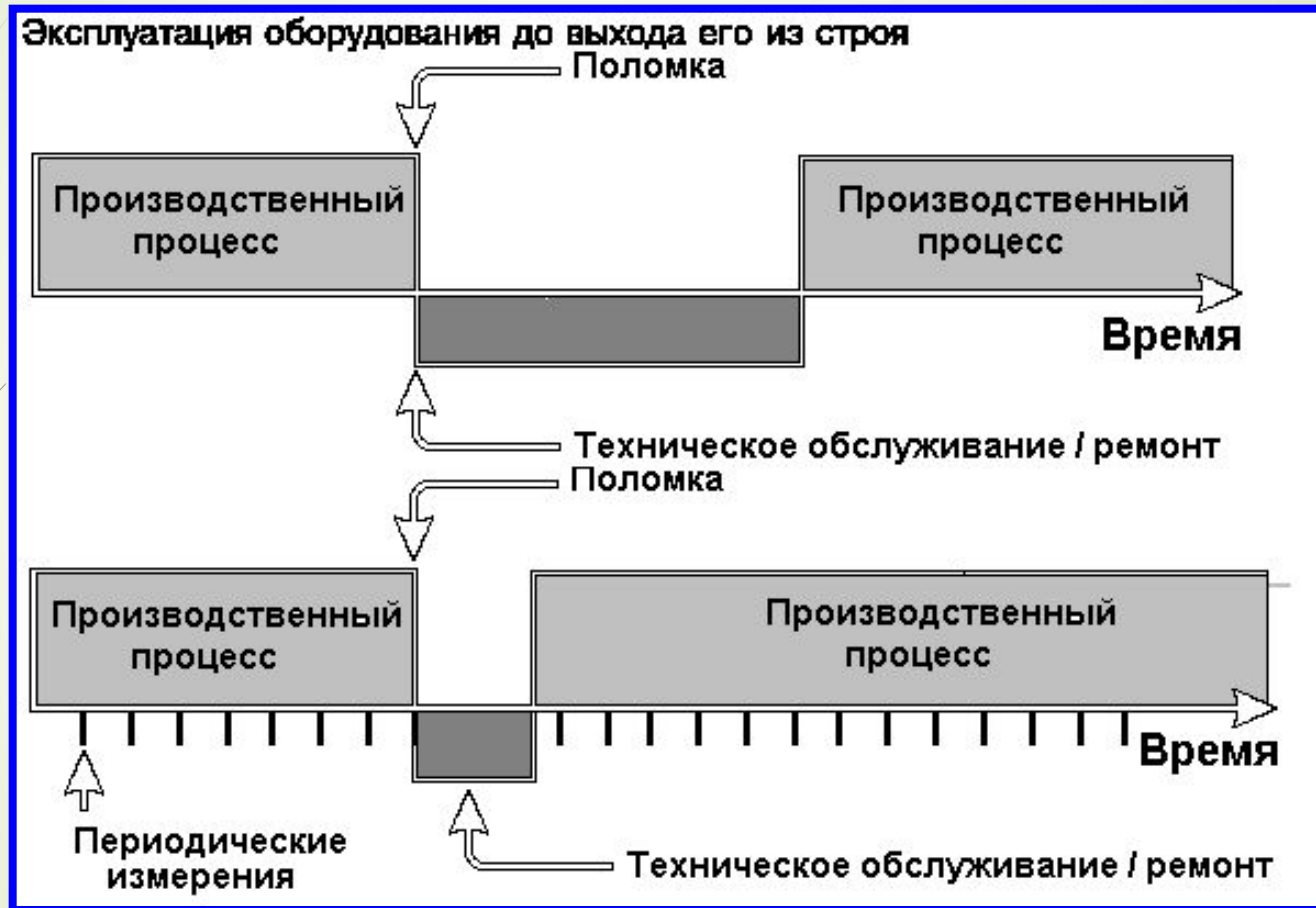 Эксплуатация оборудования до выхода его из строя
Поломка
Производственный
процесс
Производственный
процесс
Время
Техническое обслуживание / ремонт
Поломка
Производственный
процесс
Производственный
процесс
Время
Периодические
измерения
Техническое обслуживание / ремонт